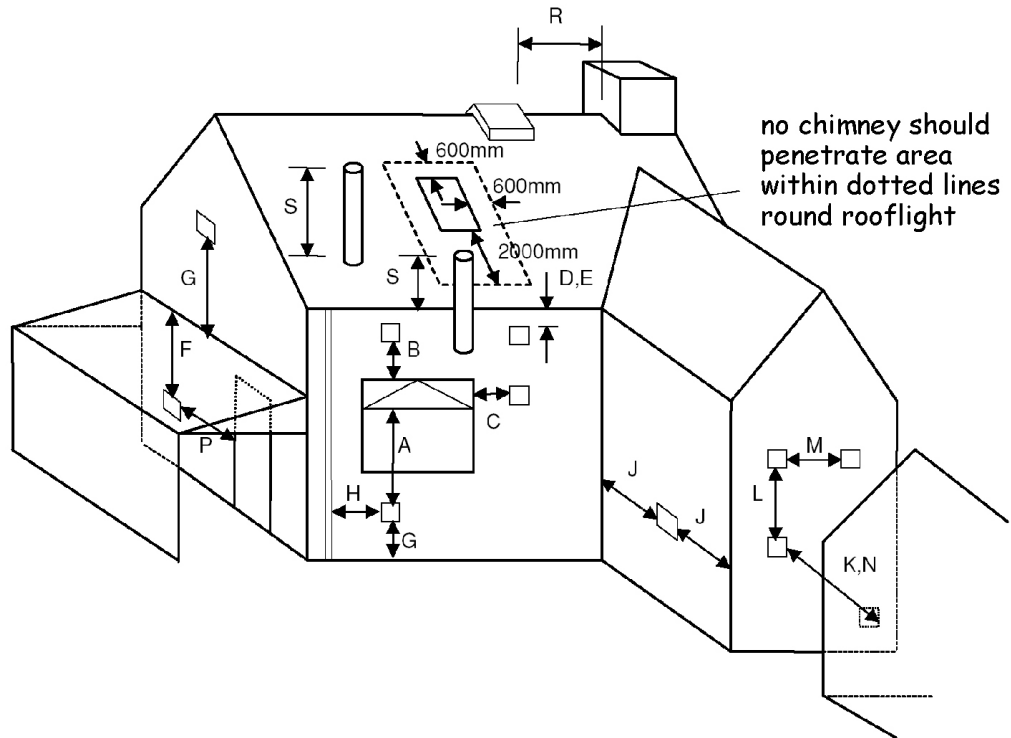 R
no chimney should
penetrate area
within dotted lines
round rooflight
600mm
600mm
S
2000mm
S
D,E
G
F
B
C
A
P
H
G
J
J
M
L
K,N